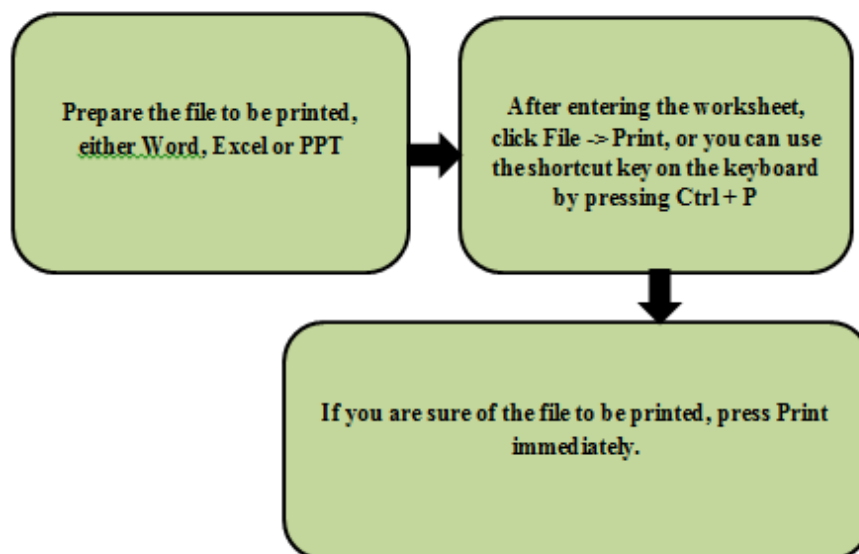 Prepare the file to be printed,
either Word, Excel or PPT
After entering the worksheet,
click File -> Print, or you can use
the shortcut key on the keyboard
by pressing Ctrl + P
If you are sure of the file to be printed, press Print
immediately.